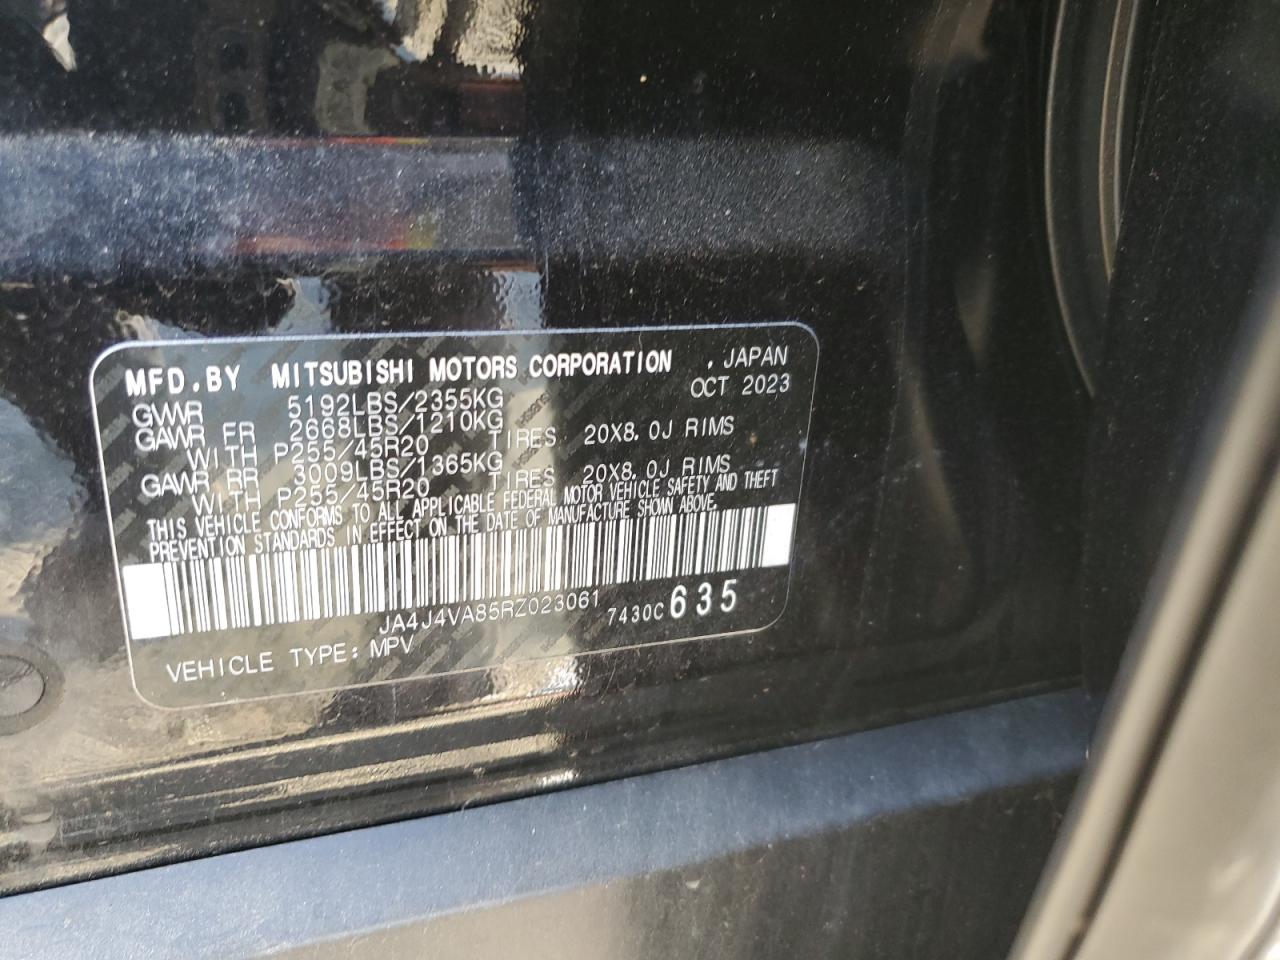 MFD.BY MITSUBISHI MOTORS CORPORATION . JAPAN
OCT 2023
GVWR 5192LBS/2355KG
GAWR FR 2668LBS/1210KG
WITH P255/45R20 TIRES 20X8.0J RIMS
GAWR RR 3009LBS/1365KG
WITH P255/45R20 TIRES 20X8.0J RIMS
THIS VEHICLE CONFORMS TO ALL APPLICABLE FEDERAL MOTOR VEHICLE SAFETY AND THEFT
PREVENTION STANDARDS IN EFFECT ON THE DATE OF MANUFACTURE SHOWN ABOVE.
JA4J4VA85RZ023061 7430C 635
VEHICLE TYPE: MPV